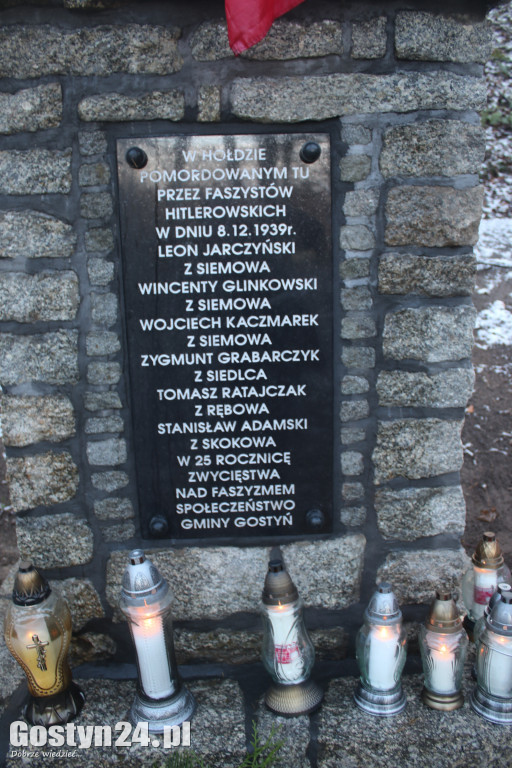 W HOŁDZIE
POMORDOWANYM TU
PRZEZ FASZYSTÓW
HITLEROWSKICH
W DNIU 8.12.1939r.
LEON JARCZYŃSKI
Z SIEMOWA
WINCENTY GLINKOWSKI
Z SIEMOWA
WOJCIECH KACZMAREK
Z SIEMOWA
ZYGMUNT GRABARCZYK
Z SIEDLCA
TOMASZ RATAJCZAK
Z RĘBOWA
STANISŁAW ADAMSKI
Z SKOKOWA
W 25 ROCZNICĘ
ZWYCIĘSTWA
NAD FASZYZMEM
SPOŁECZEŃSTWO
GMINY GOSTYŃ
Gostyn24.pl
Dobrze wiedzieć...